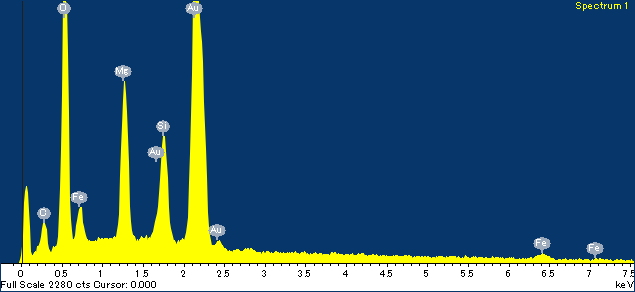 Spectrum 1
O Au
Mg
Si
Au
Fe
C
Au
Fe Fe
0 0.5 1 1.5 2 2.5 3 3.5 4 4.5 5 5.5 6 6.5 7 7.5
Full Scale 2280 cts Cursor: 0.000 keV